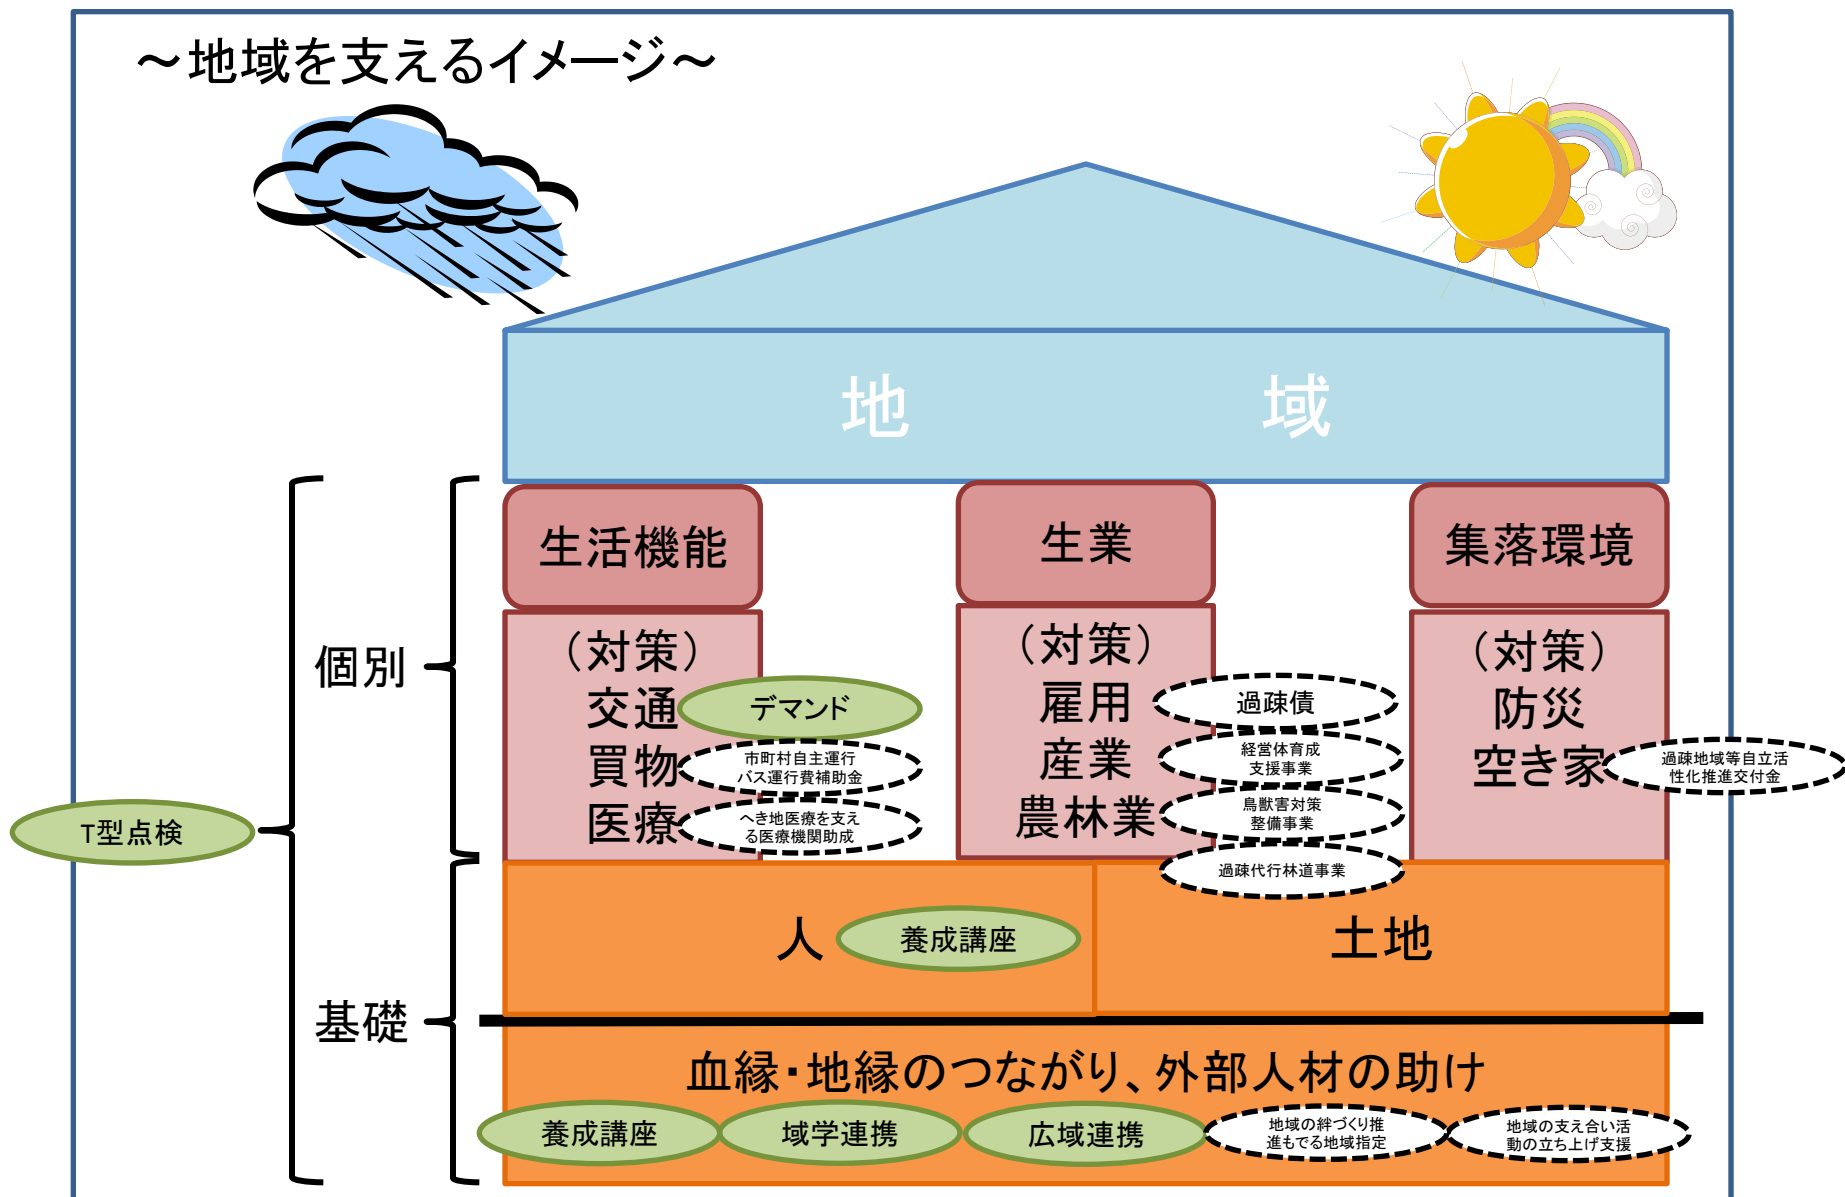 ～地域を支えるイメージ～
地域
生活機能
生業
集落環境
個別
（対策）
交通
買物
医療
デマンド
市町村自主運行
バス運行費補助金
へき地医療を支え
る医療機関助成
（対策）
雇用
産業
農林業
過疎債
経営体育成
支援事業
鳥獣害対策
整備事業
過疎代行林道事業
（対策）
防災
空き家
過疎地域等自立活
性化推進交付金
T型点検
基礎
人
養成講座
土地
血縁・地縁のつながり、外部人材の助け
養成講座
域学連携
広域連携
地域の絆づくり推
進もでる地域指定
地域の支え合い活
動の立ち上げ支援